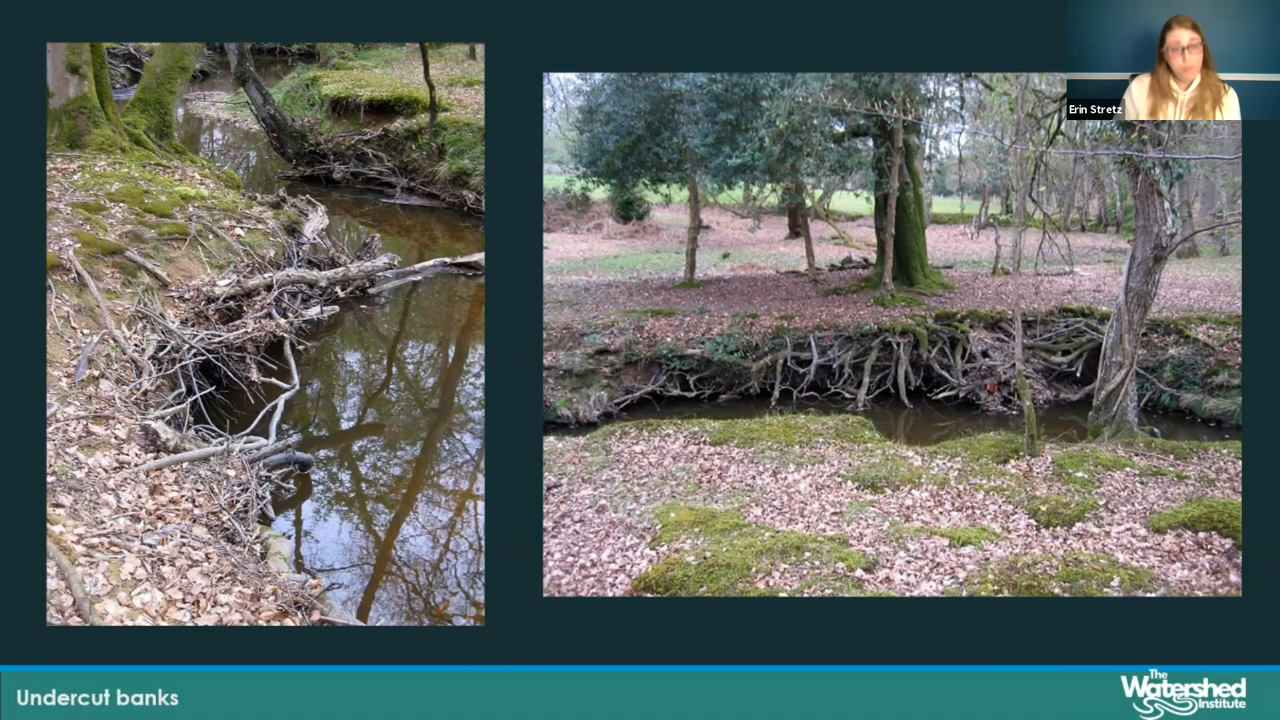 Erin Stretz
Undercut banks
The
Watershed
Institute